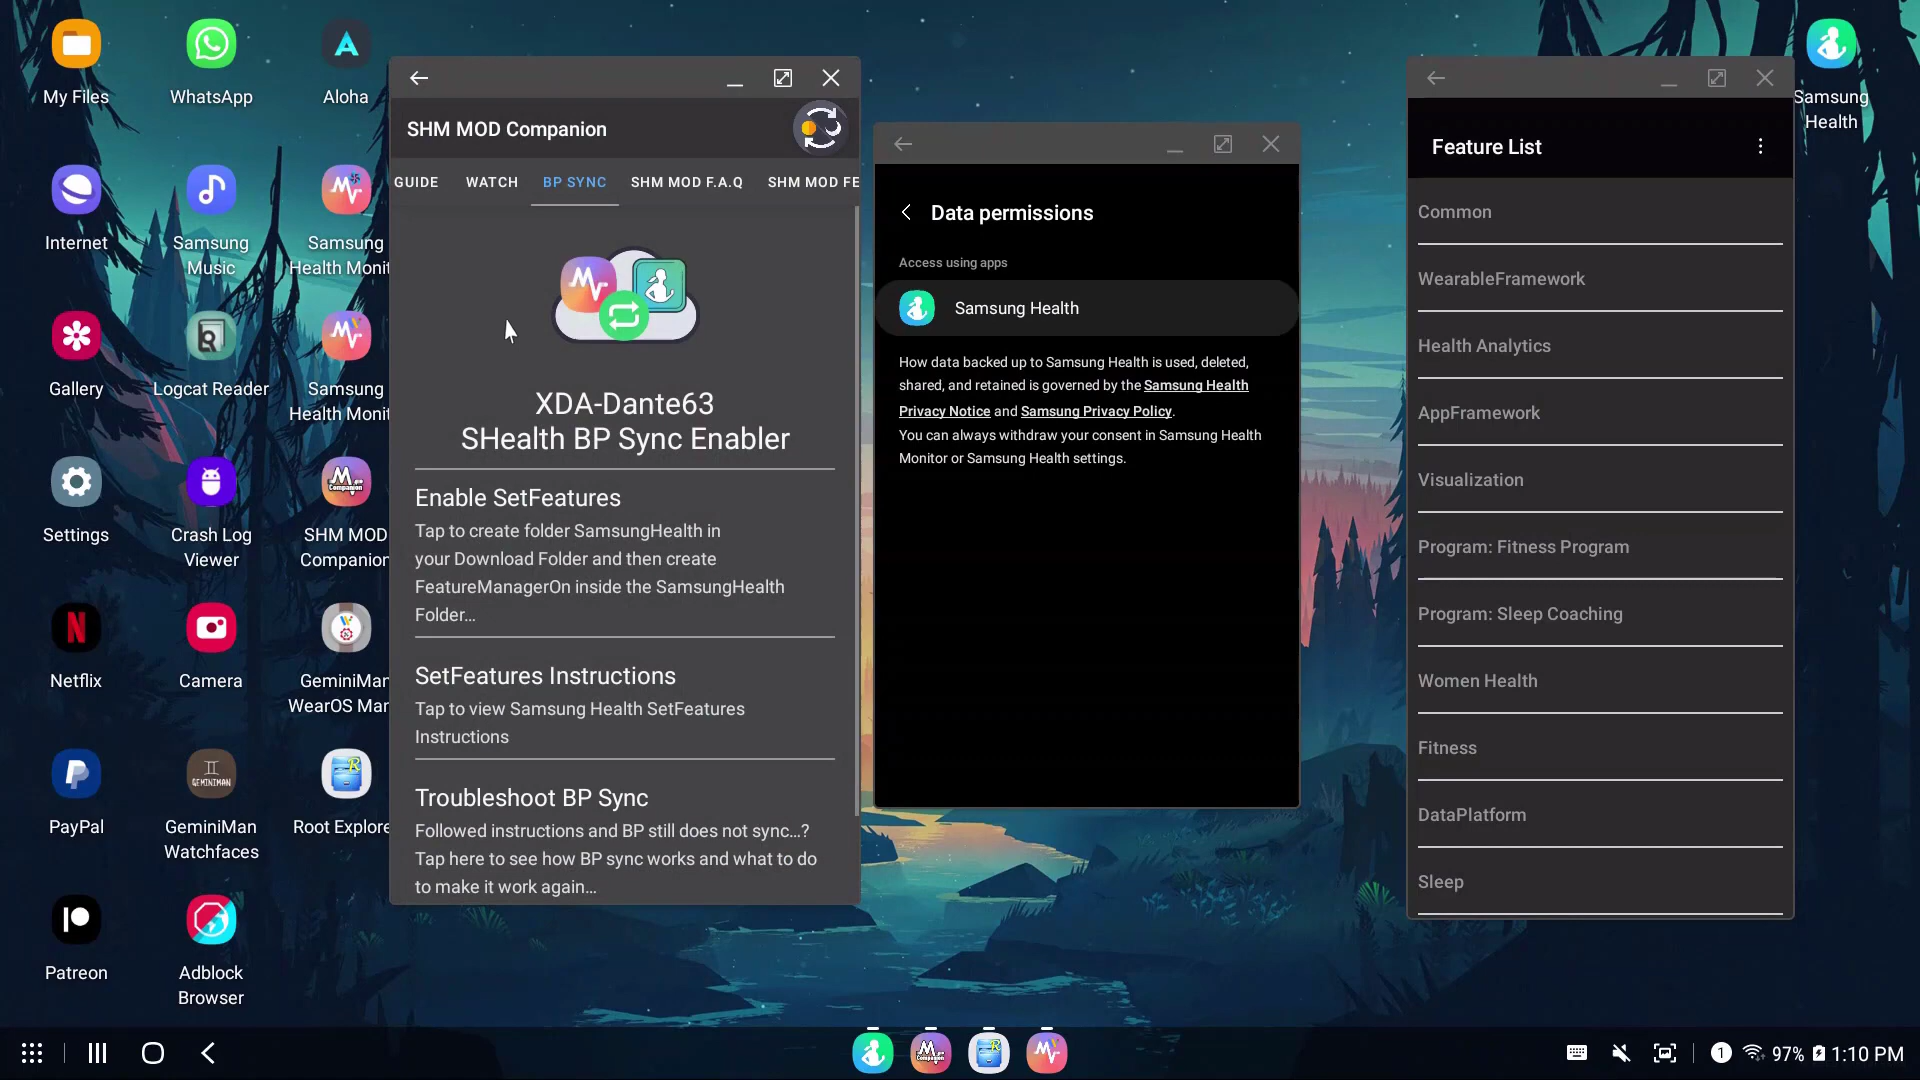 My Files
WhatsApp
Aloha
Internet
Samsung
Music
Samsung
Health Monit
Gallery
Logcat Reader
Samsung
Health Monit
Settings
Crash Log
Viewer
SHM MOD
Companion
Netflix
Camera
GeminiMan
WearOS Man
PayPal
GeminiMan
Watchfaces
Root Explore
Patreon
Adblock
Browser
GEMINIMAN
SHM MOD Companion
GUIDE
WATCH
BP SYNC
SHM MOD F.A.Q
SHM MOD FE
XDA-Dante63
SHealth BP Sync Enabler
Enable SetFeatures
Tap to create folder SamsungHealth in
your Download Folder and then create
FeatureManagerOn inside the SamsungHealth
Folder...
SetFeatures Instructions
Tap to view Samsung Health SetFeatures
Instructions
Troubleshoot BP Sync
Followed instructions and BP still does not sync...?
Tap here to see how BP sync works and what to do
to make it work again...
Data permissions
Access using apps
Samsung Health
How data backed up to Samsung Health is used, deleted,
shared, and retained is governed by the Samsung Health
Privacy Notice and Samsung Privacy Policy.
You can always withdraw your consent in Samsung Health
Monitor or Samsung Health settings.
Feature List
Common
WearableFramework
Health Analytics
AppFramework
Visualization
Program: Fitness Program
Program: Sleep Coaching
Women Health
Fitness
DataPlatform
Sleep
Samsung
Health
1
97%
1:10 PM